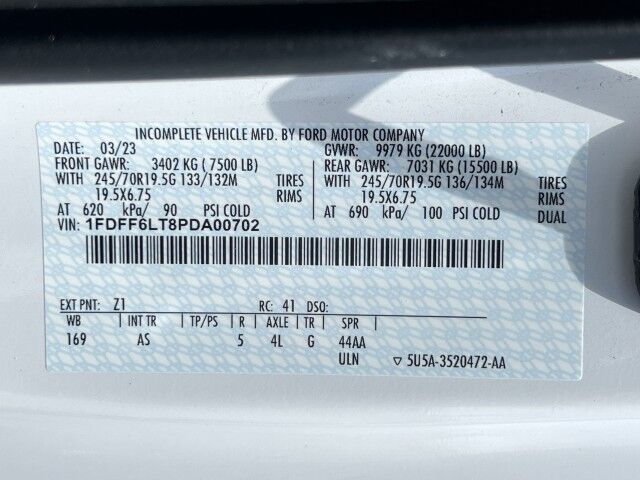 INCOMPLETE VEHICLE MFD. BY FORD MOTOR COMPANY
DATE: 03/23 GVWR: 9979 KG (22000 LB)
FRONT GAWR: 3402 KG ( 7500 LB) REAR GAWR: 7031 KG (15500 LB)
WITH 245/70R19.5G 133/132M TIRES WITH 245/70R19.5G 136/134M TIRES
19.5X6.75 RIMS 19.5X6.75 RIMS
AT 620 kPa/ 90 PSI COLD AT 690 kPa/ 100 PSI COLD DUAL
VIN: 1FDFF6LT8PDA00702
EXT PNT: Z1 RC: 41 DSO:
WB INT TR TP/PS R AXLE TR SPR
169 AS 5 4L G 44AA
ULN ▽ 5U5A-3520472-AA